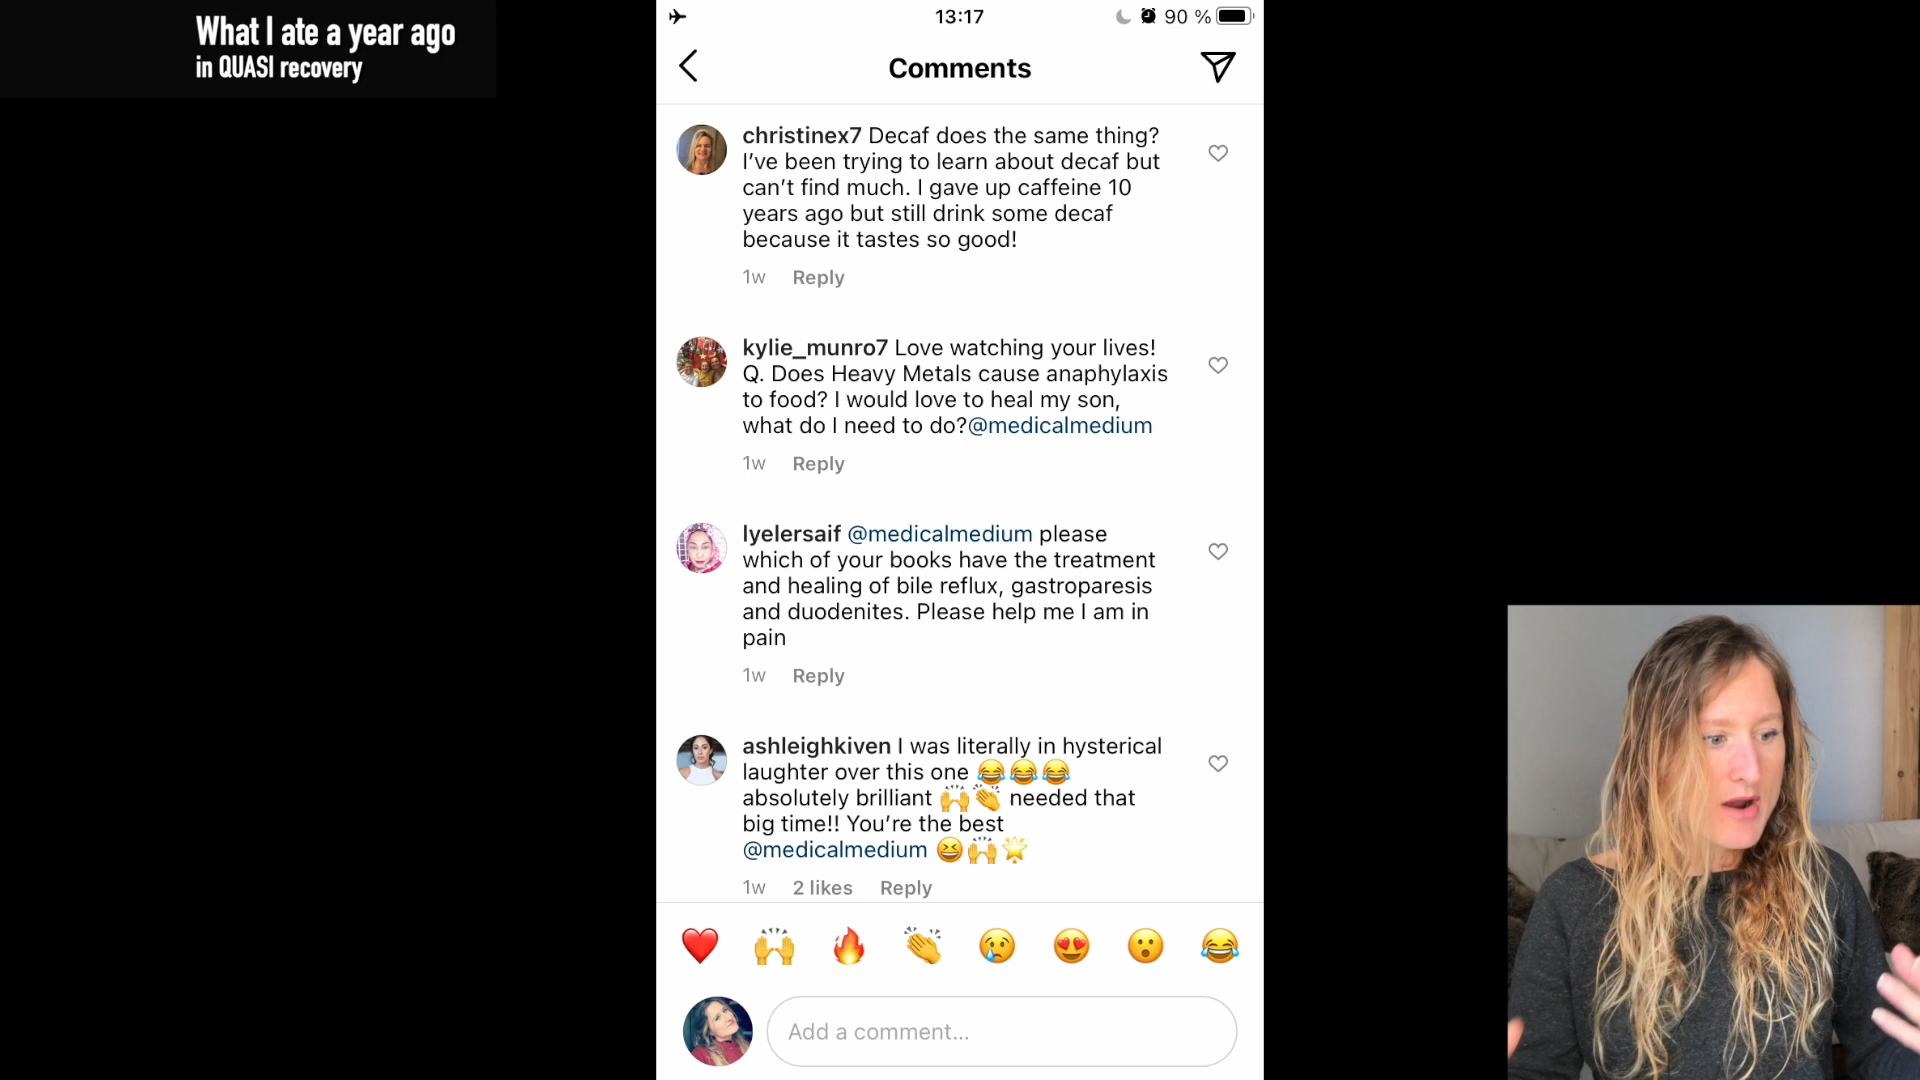 What I ate a year ago
in QUASI recovery
13:17
90 %
Comments
christinex7 Decaf does the same thing?
I’ve been trying to learn about decaf but
can’t find much. I gave up caffeine 10
years ago but still drink some decaf
because it tastes so good!
1w Reply
kylie_munro7 Love watching your lives!
Q. Does Heavy Metals cause anaphylaxis
to food? I would love to heal my son,
what do I need to do?@medicalmedium
1w Reply
lyelersaif @medicalmedium please
which of your books have the treatment
and healing of bile reflux, gastroparesis
and duodenites. Please help me I am in
pain
1w Reply
ashleighkiven I was literally in hysterical
laughter over this one 😂😂😂
absolutely brilliant 🙌👏 needed that
big time!! You’re the best
@medicalmedium 😆🙌🌟
1w 2 likes Reply
Add a comment...